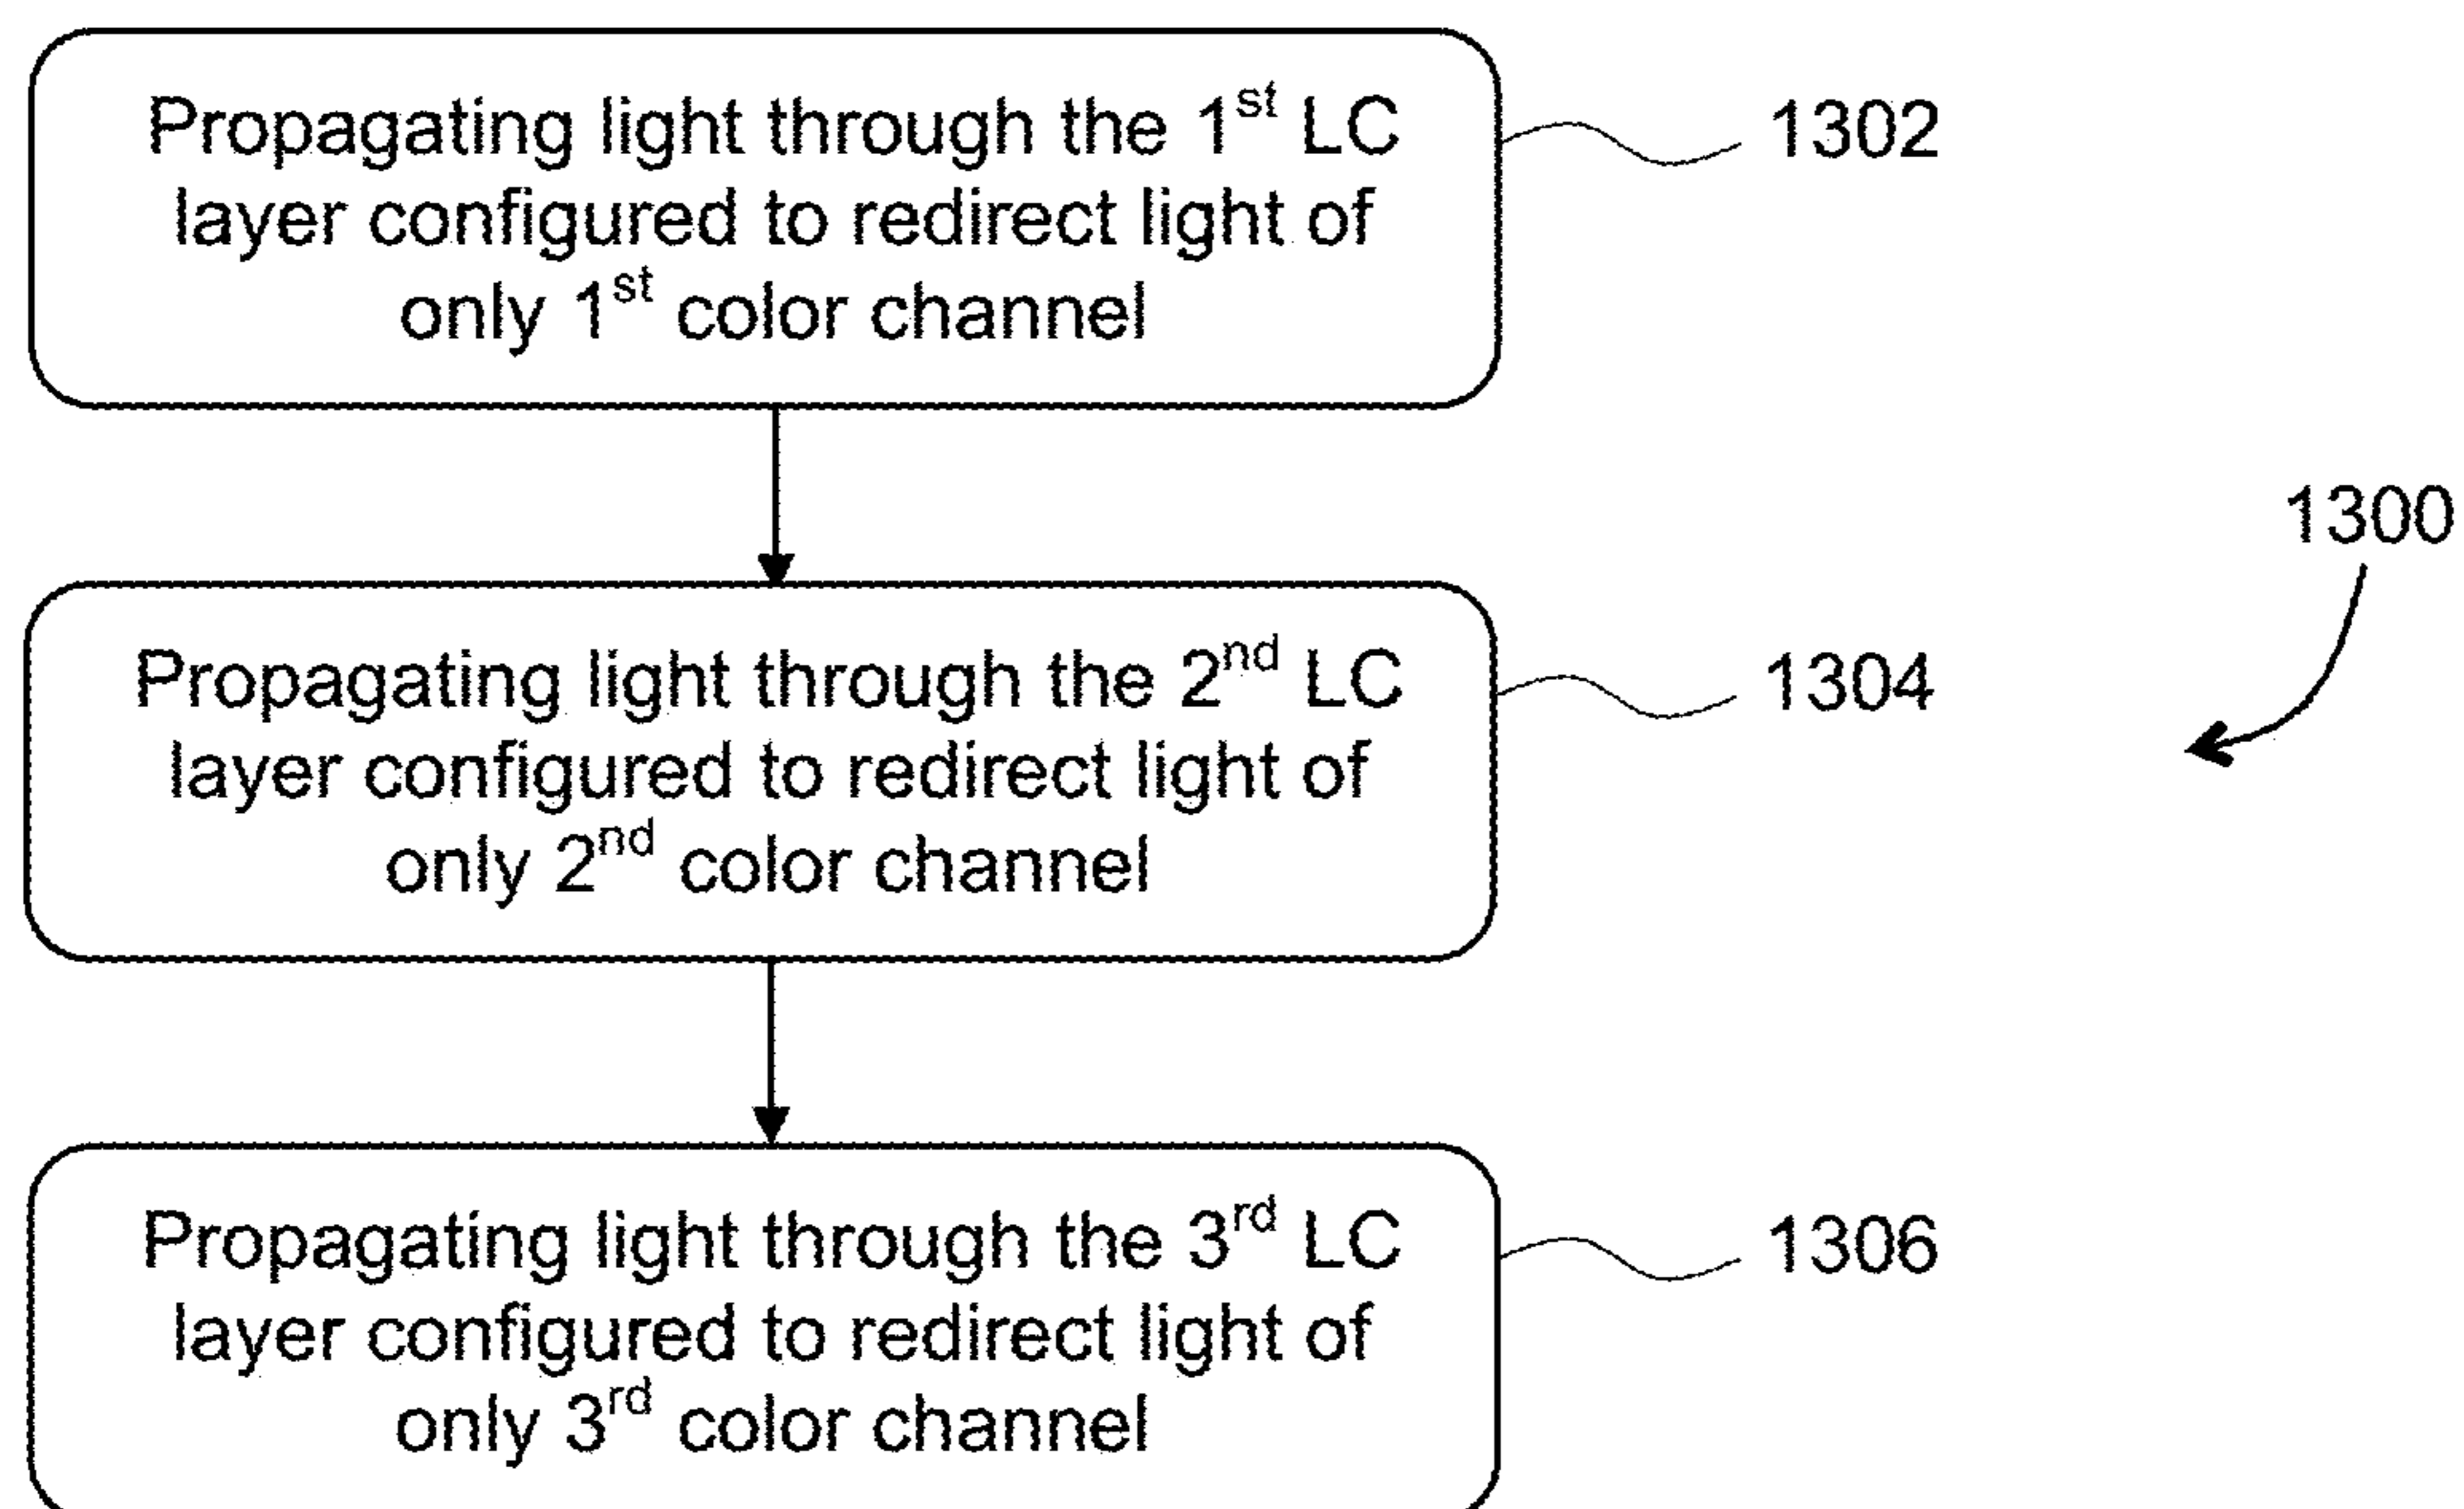 Propagating light through the 1st LC
layer configured to redirect light of
only 1st color channel
1302
1300
Propagating light through the 2nd LC
layer configured to redirect light of
only 2nd color channel
1304
Propagating light through the 3rd LC
layer configured to redirect light of
only 3rd color channel
1306